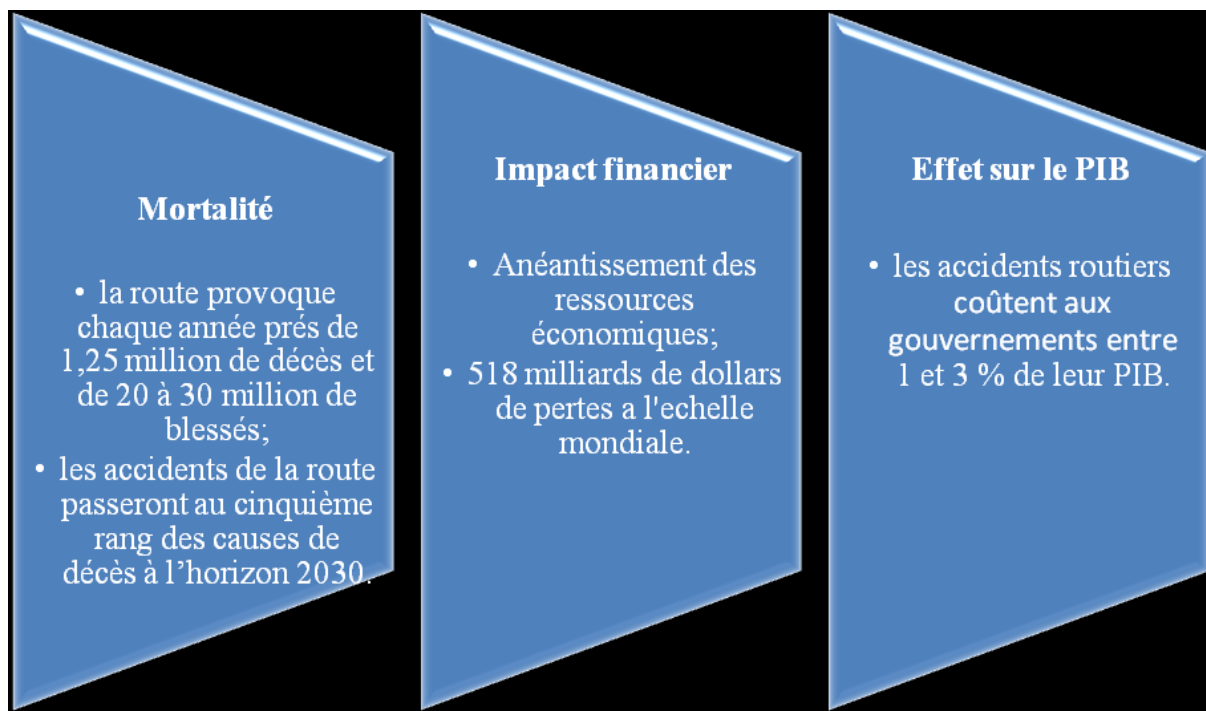 Mortalité
• la route provoque
chaque année prés de
1,25 million de décès et
de 20 à 30 million de
blessés;
• les accidents de la route
passeront au cinquième
rang des causes de
décès à l’horizon 2030.
Impact financier
• Anéantissement des
ressources
économiques;
• 518 milliards de dollars
de pertes a l'echelle
mondiale.
Effet sur le PIB
• les accidents routiers
coûtent aux
gouvernements entre
1 et 3 % de leur PIB.